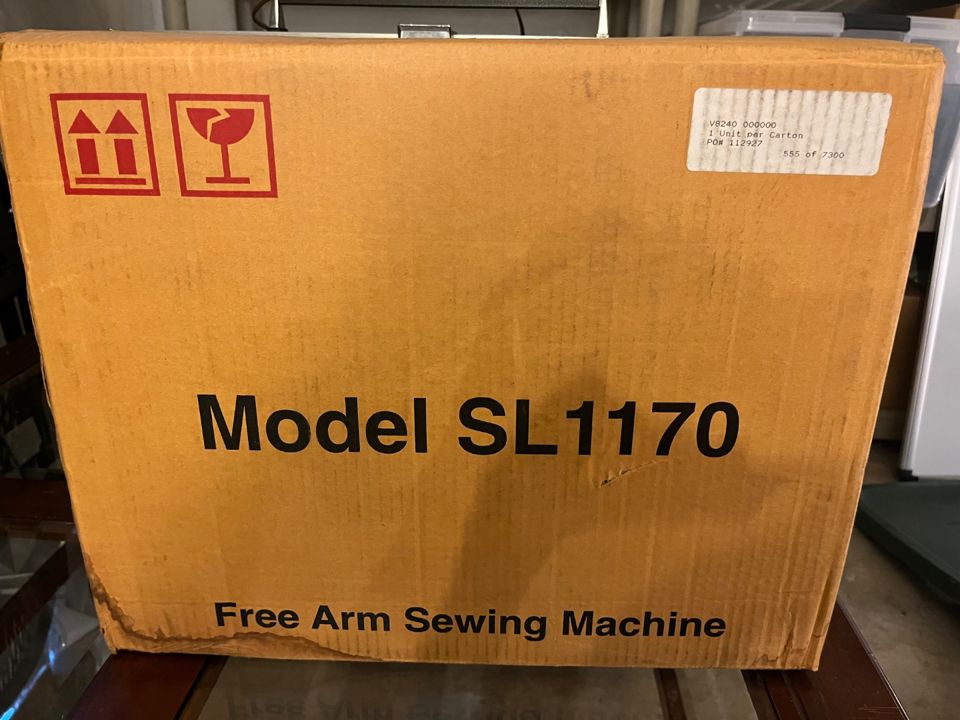 V8240 000000
1 Unit per Carton
PO# 112927
555 of 7300
Model SL1170
Free Arm Sewing Machine